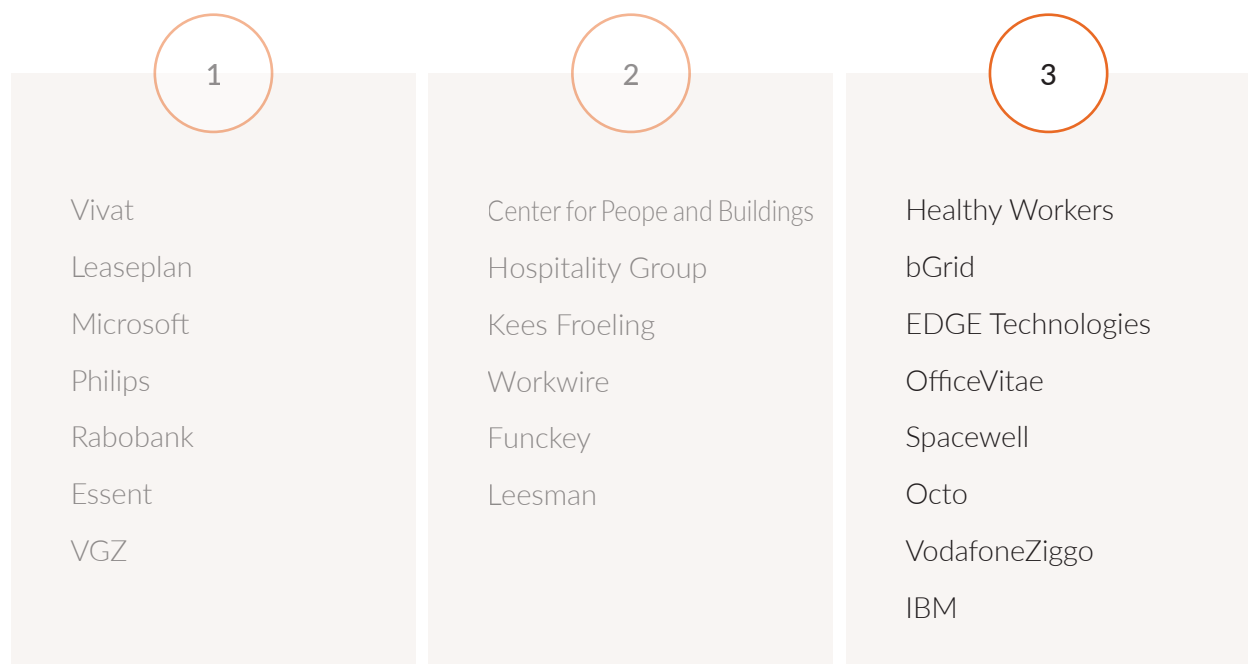 1
Vivat
Leaseplan
Microsoft
Philips
Rabobank
Essent
VGZ
2
Center for Peope and Buildings
Hospitality Group
Kees Froeling
Workwire
Funckey
Leesman
3
Healthy Workers
bGrid
EDGE Technologies
OfficeVitae
Spacewell
Octo
VodafoneZiggo
IBM